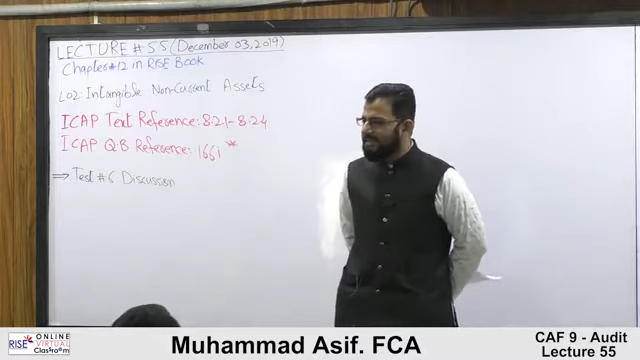 LECTURE # 55 (December 03, 2019)
Chapter#12 in RISE Book
LO2: Intangible Non-Current Assets
ICAP Text Reference: 8.21-8.24
ICAP Q.B Reference: 166i *
⇒ Test # 6 Discussion
RISE ONLINE VIRTUAL Classroom
Muhammad Asif. FCA
CAF 9 - Audit
Lecture 55